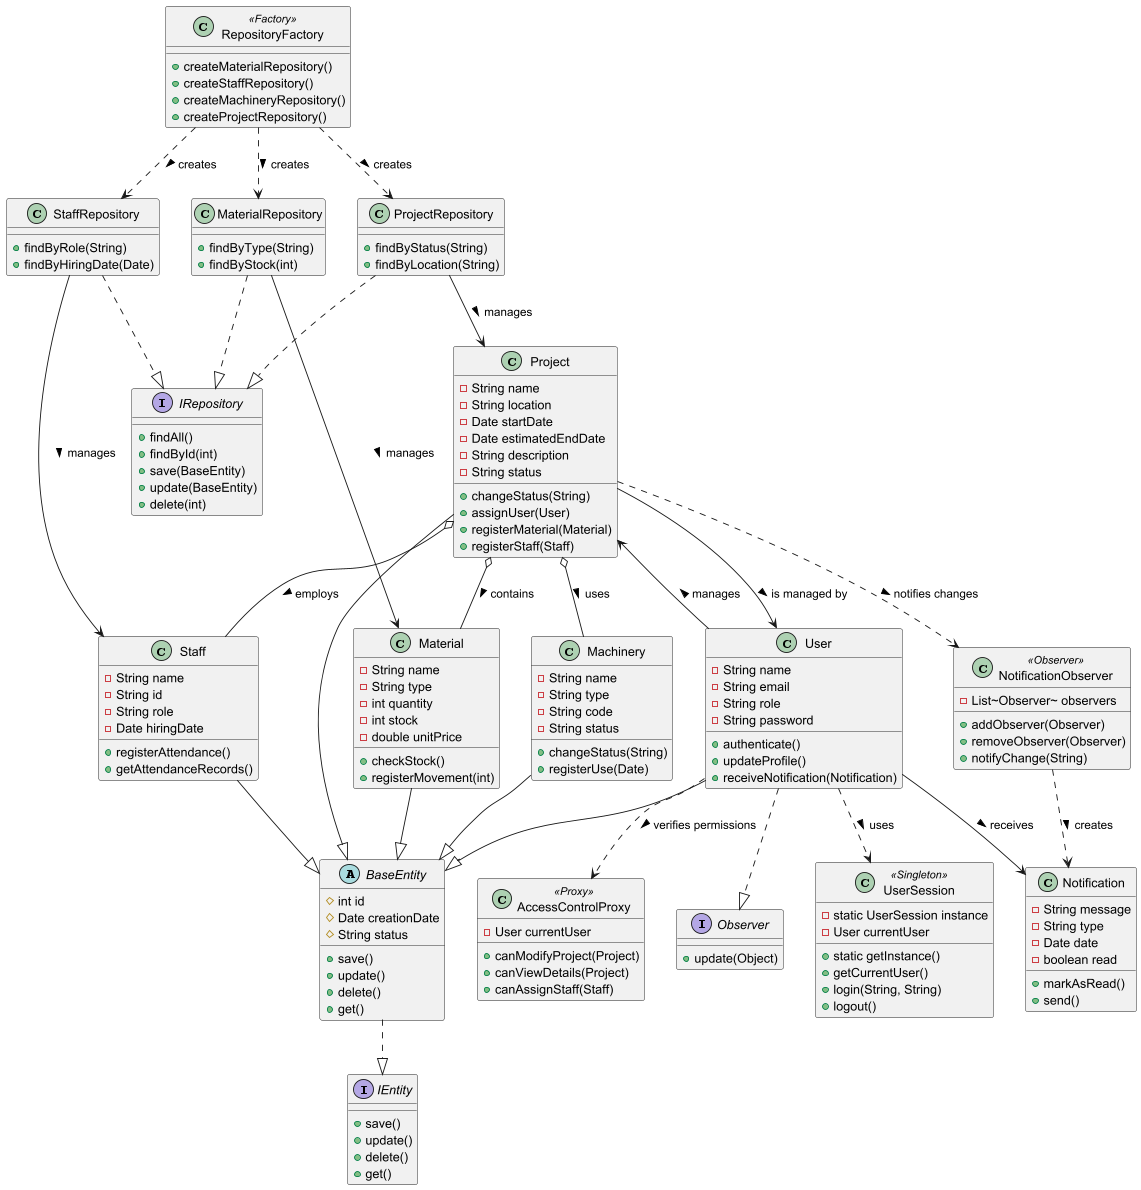 «Factory»
C RepositoryFactory
createMaterialRepository()
createStaffRepository()
createMachineryRepository()
createProjectRepository()
creates
creates
creates
C StaffRepository
findByRole(String)
findByHiringDate(Date)
C MaterialRepository
findByType(String)
findByStock(int)
C ProjectRepository
findByStatus(String)
findByLocation(String)
manages
I IRepository
findAll()
findById(int)
save(BaseEntity)
update(BaseEntity)
delete(int)
C Project
String name
String location
Date startDate
Date estimatedEndDate
String description
String status
changeStatus(String)
assignUser(User)
registerMaterial(Material)
registerStaff(Staff)
manages
manages
employs
contains
uses
manages
is managed by
notifies changes
C Staff
String name
String id
String role
Date hiringDate
registerAttendance()
getAttendanceRecords()
C Material
String name
String type
int quantity
int stock
double unitPrice
checkStock()
registerMovement(int)
C Machinery
String name
String type
String code
String status
changeStatus(String)
registerUse(Date)
C User
String name
String email
String role
String password
authenticate()
updateProfile()
receiveNotification(Notification)
«Observer»
C NotificationObserver
List~Observer~ observers
addObserver(Observer)
removeObserver(Observer)
notifyChange(String)
verifies permissions
uses
receives
creates
A BaseEntity
int id
Date creationDate
String status
save()
update()
delete()
get()
«Proxy»
C AccessControlProxy
User currentUser
canModifyProject(Project)
canViewDetails(Project)
canAssignStaff(Staff)
I Observer
update(Object)
«Singleton»
C UserSession
static UserSession instance
User currentUser
static getInstance()
getCurrentUser()
login(String, String)
logout()
C Notification
String message
String type
Date date
boolean read
markAsRead()
send()
I IEntity
save()
update()
delete()
get()